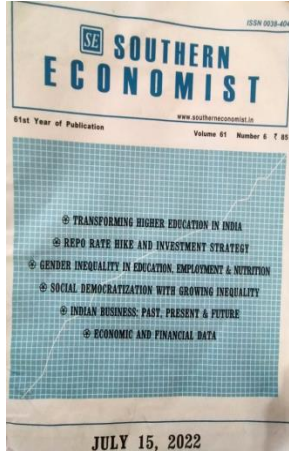 ISSN 0038-404
SE SOUTHERN
ECONOMIST
www.southerneconomist.in
61st Year of Publication
Volume 61 Number 6 ₹ 85
TRANSFORMING HIGHER EDUCATION IN INDIA
REPO RATE HIKE AND INVESTMENT STRATEGY
GENDER INEQUALITY IN EDUCATION, EMPLOYMENT & NUTRITION
SOCIAL DEMOCRATIZATION WITH GROWING INEQUALITY
INDIAN BUSINESS: PAST, PRESENT & FUTURE
ECONOMIC AND FINANCIAL DATA
JULY 15, 2022